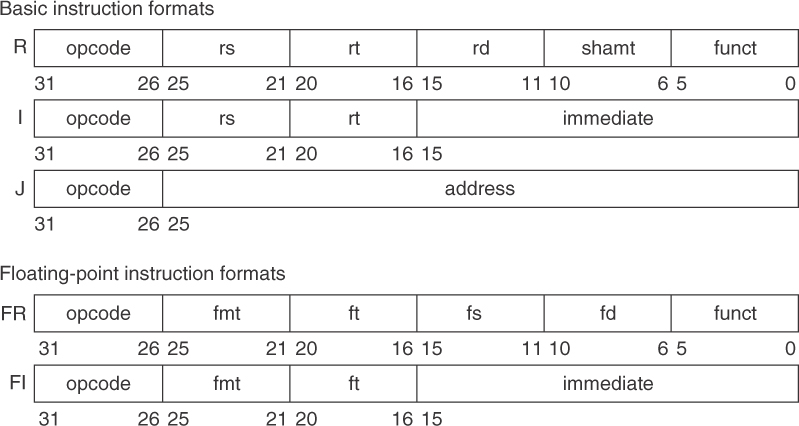 Basic instruction formats
R opcode rs rt rd shamt funct
31 26 25 21 20 16 15 11 10 6 5 0
I opcode rs rt immediate
31 26 25 21 20 16 15
J opcode address
31 26 25
Floating-point instruction formats
FR opcode fmt ft fs fd funct
31 26 25 21 20 16 15 11 10 6 5 0
FI opcode fmt ft immediate
31 26 25 21 20 16 15